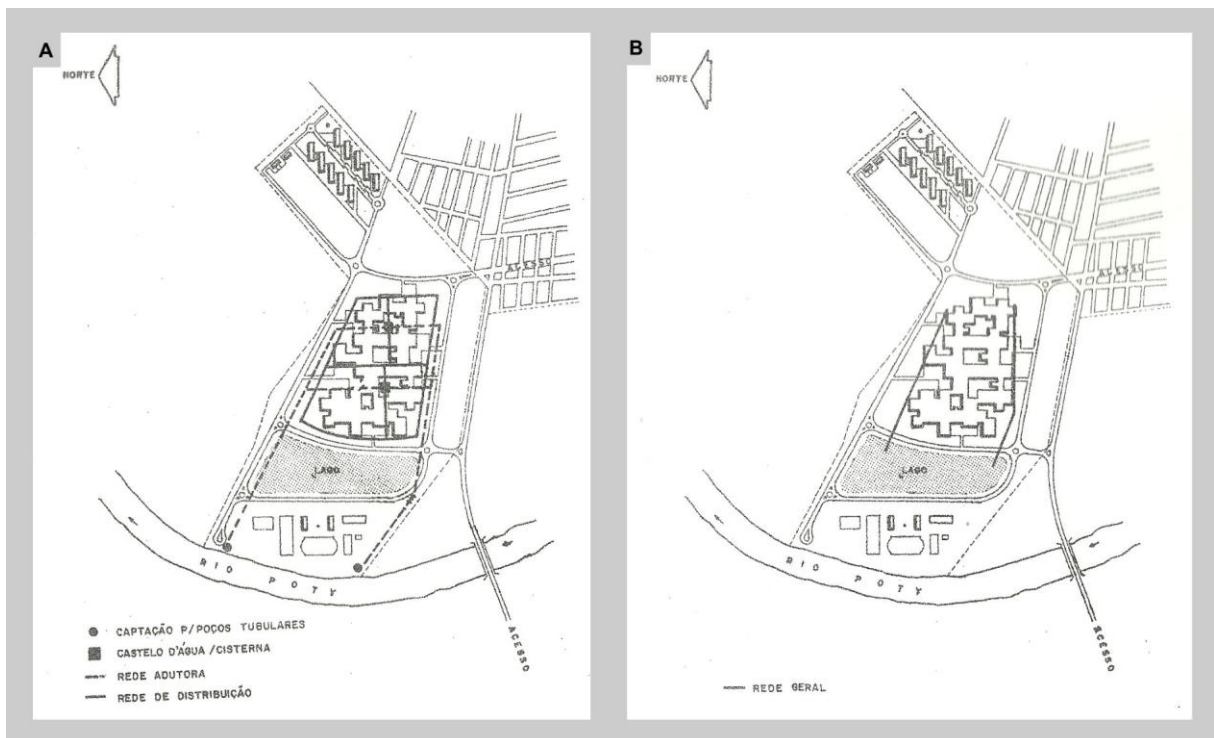 A
NORTE
ACESSO
LAGO
RIO POTY
ACESSO
CAPTAÇÃO P/POÇOS TUBULARES
CASTELO D'ÁGUA /CISTERNA
REDE ADUTORA
REDE DE DISTRIBUIÇÃO
B
NORTE
ACESSO
LAGO
RIO POTY
ACESSO
REDE GERAL